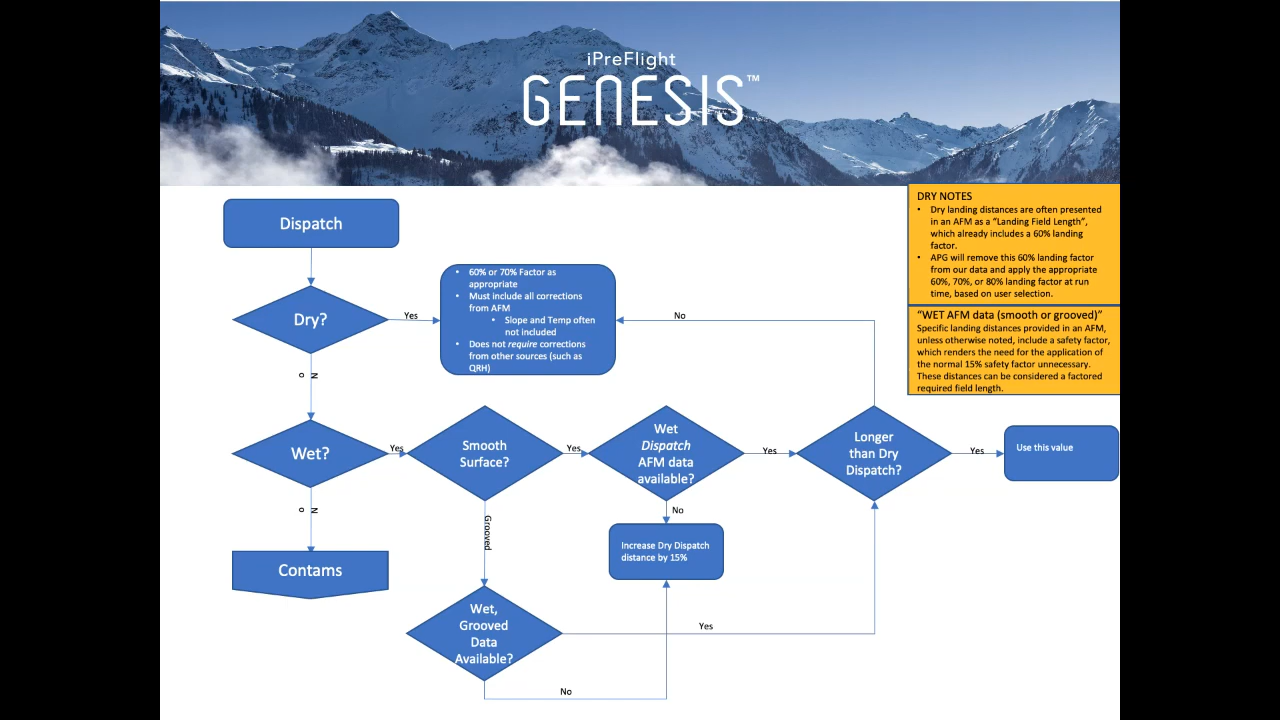 iPreFlight
GENESIS™
DRY NOTES
• Dry landing distances are often presented
in an AFM as a “Landing Field Length”,
which already includes a 60% landing
factor.
• APG will remove this 60% landing factor
from our data and apply the appropriate
60%, 70%, or 80% landing factor at run
time, based on user selection.
“WET AFM data (smooth or grooved)”
Specific landing distances provided in an AFM,
unless otherwise noted, include a safety factor,
which renders the need for the application of
the normal 15% safety factor unnecessary.
These distances can be considered a factored
required field length.
Dispatch
Dry?
Yes
• 60% or 70% Factor as
appropriate
• Must include all corrections
from AFM
• Slope and Temp often
not included
• Does not require corrections
from other sources (such as
QRH)
No
No
Wet?
Yes
Smooth
Surface?
Yes
Wet
Dispatch
AFM data
available?
Yes
Longer
than Dry
Dispatch?
Yes
Use this value
No
Grooved
No
Increase Dry Dispatch
distance by 15%
Contams
Wet,
Grooved
Data
Available?
Yes
No